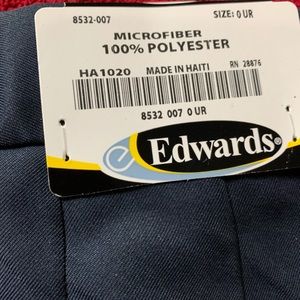 8532-007 SIZE: 0 UR
MICROFIBER
100% POLYESTER
HA1020 MADE IN HAITI RN 28876
8532 007 0 UR
e Edwards®